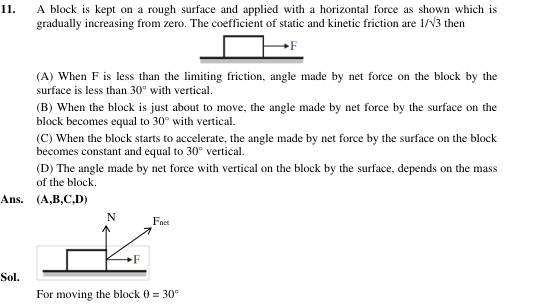 11. A block is kept on a rough surface and applied with a horizontal force as shown which is
gradually increasing from zero. The coefficient of static and kinetic friction are 1/√3 then
F
(A) When F is less than the limiting friction, angle made by net force on the block by the
surface is less than 30° with vertical.
(B) When the block is just about to move, the angle made by net force by the surface on the
block becomes equal to 30° with vertical.
(C) When the block starts to accelerate, the angle made by net force by the surface on the block
becomes constant and equal to 30° vertical.
(D) The angle made by net force with vertical on the block by the surface, depends on the mass
of the block.
Ans. (A,B,C,D)
N
Fnet
F
Sol.
For moving the block θ = 30°